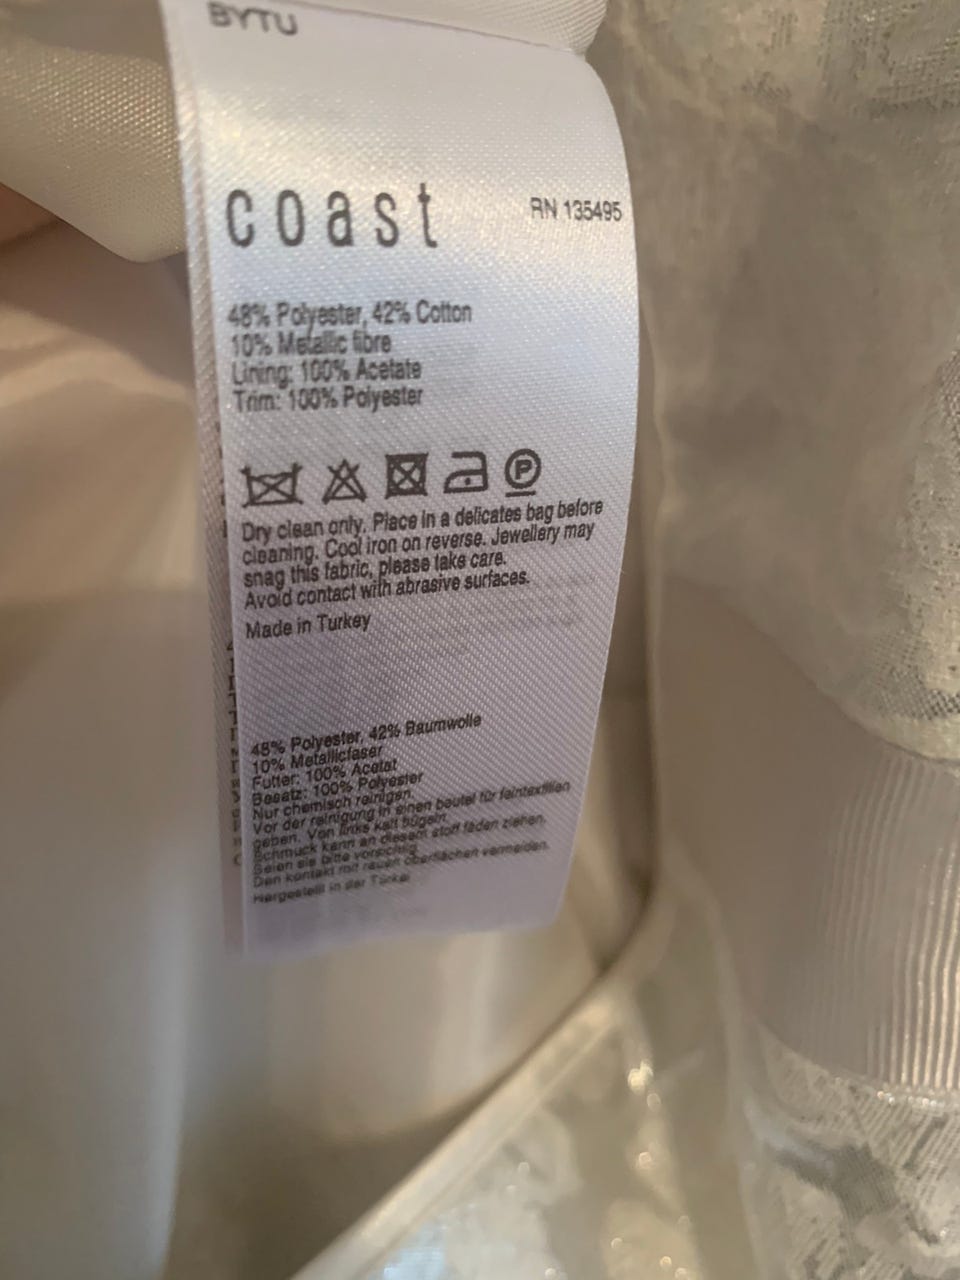 BYTU
coast
RN 135495
48% Polyester, 42% Cotton
10% Metallic fibre
Lining: 100% Acetate
Trim: 100% Polyester
P
Dry clean only. Place in a delicates bag before
cleaning. Cool iron on reverse. Jewellery may
snag this fabric, please take care.
Avoid contact with abrasive surfaces.
Made in Turkey
48% Polyester, 42% Baumwolle
10% Metallicfaser
Futter: 100% Acetat
Besatz: 100% Polyester
Nur chemisch reinigen.
Vor der reinigung in einen beutel für feintextilien
geben. Von links kalt bügeln.
Schmuck kann an diesem stoff fäden ziehen.
Seien sie bitte vorsichtig.
Den kontakt mit rauen oberflächen vermeiden.
Hergestellt in der Türkei